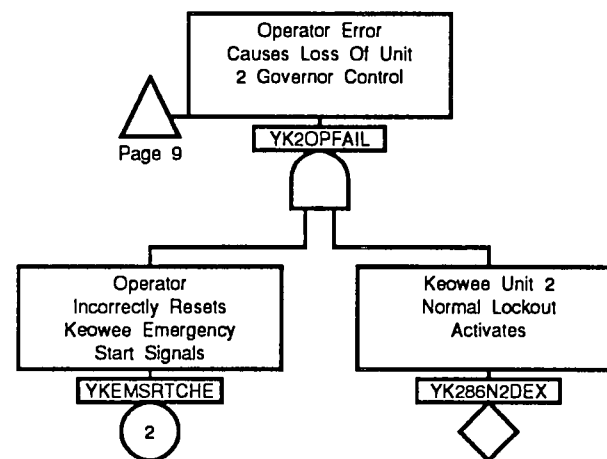 Operator Error
Causes Loss Of Unit
2 Governor Control
Page 9
YK2OPFAIL
Operator
Incorrectly Resets
Keowee Emergency
Start Signals
YKEMSRTCHE
2
Keowee Unit 2
Normal Lockout
Activates
YK286N2DEX